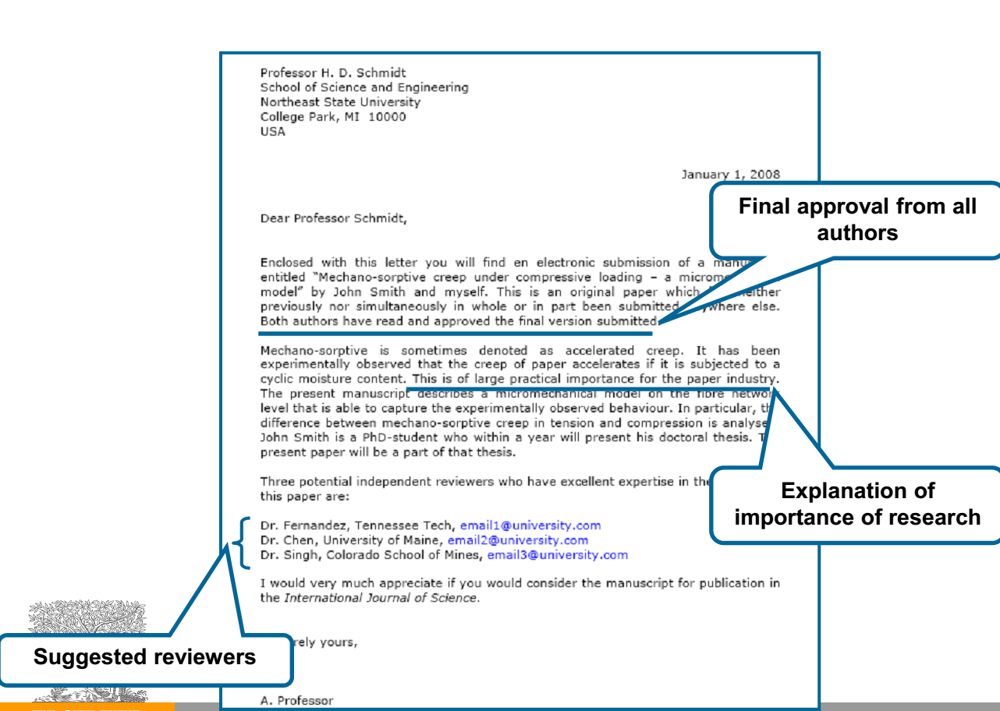 Professor H. D. Schmidt
School of Science and Engineering
Northeast State University
College Park, MI 10000
USA
January 1, 2008
Final approval from all
authors
Dear Professor Schmidt,
Enclosed with this letter you will find en electronic submission of a
entitled “Mechano-sorptive creep under compressive loading – a
model” by John Smith and myself. This is an original paper which neither
previously nor simultaneously in whole or in part been submitted anywhere else.
Both authors have read and approved the final version submitted.
Mechano-sorptive is sometimes denoted as accelerated creep. It has been
experimentally observed that the creep of paper accelerates if it is subjected to a
cyclic moisture content. This is of large practical importance for the paper industry.
The present manuscript describes a micromechanical model on the fibre network
level that is able to capture the experimentally observed behaviour. In particular,
difference between mechano-sorptive creep in tension and compression is
John Smith is a PhD-student who within a year will present his doctoral thesis.
present paper will be a part of that thesis.
Three potential independent reviewers who have excellent expertise in the
this paper are:
Explanation of
importance of research
Dr. Fernandez, Tennessee Tech, email1@university.com
Dr. Chen, University of Maine, email2@university.com
Dr. Singh, Colorado School of Mines, email3@university.com
I would very much appreciate if you would consider the manuscript for publication in
the International Journal of Science.
Suggested reviewers
yours,
A. Professor